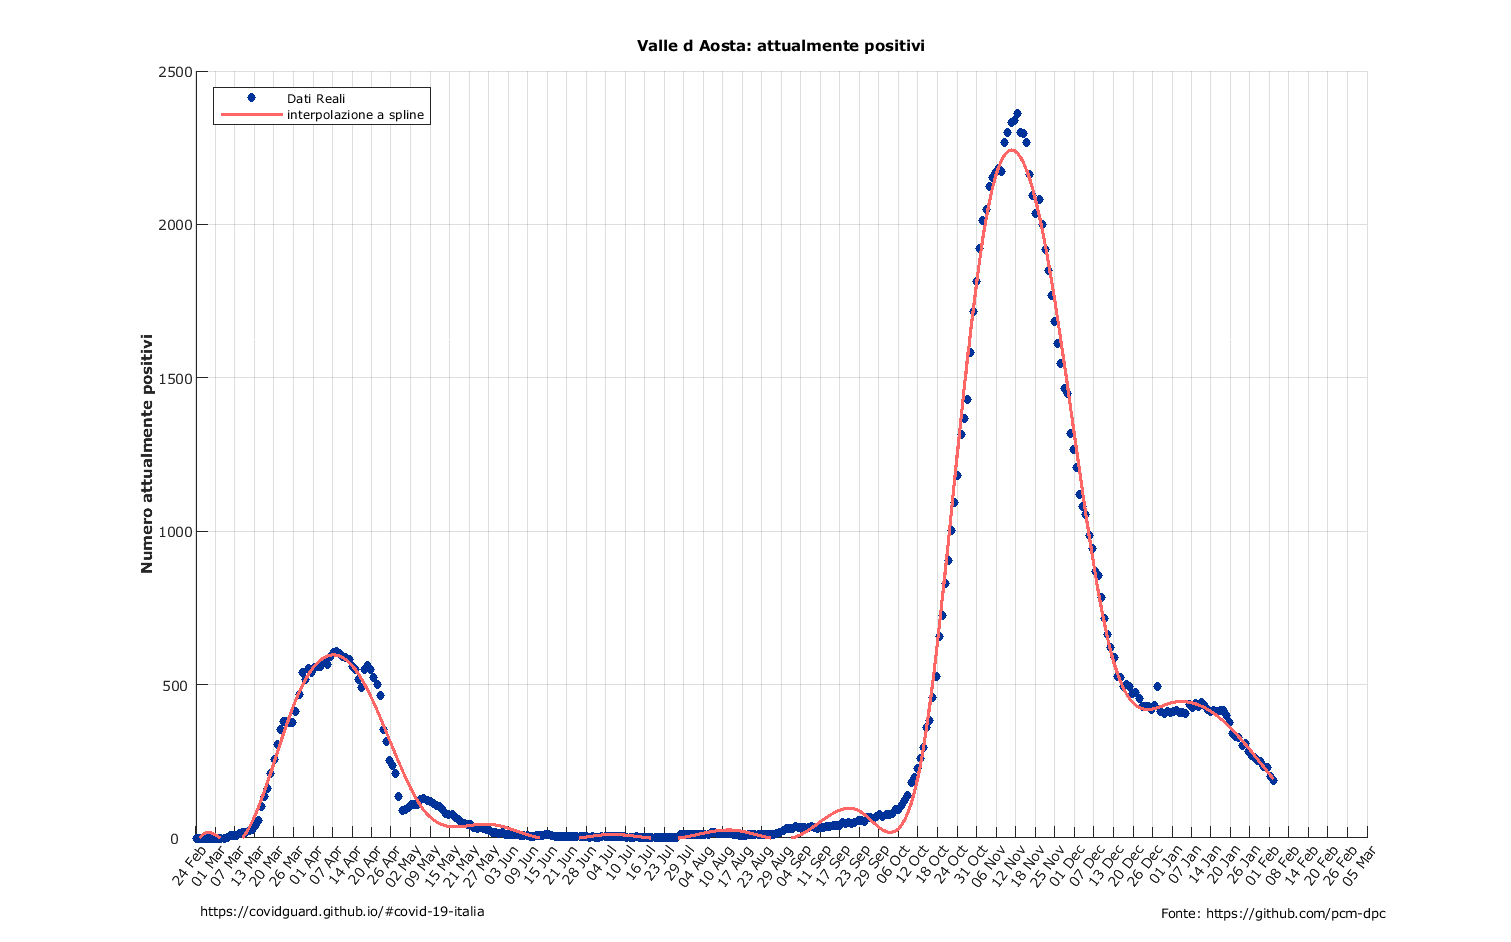 Valle d Aosta: attualmente positivi
2500
2000
1500
1000
500
0
Numero attualmente positivi
Dati Reali
interpolazione a spline
24 Feb
01 Mar
07 Mar
13 Mar
20 Mar
26 Mar
01 Apr
07 Apr
14 Apr
20 Apr
26 Apr
02 May
09 May
15 May
21 May
27 May
03 Jun
09 Jun
15 Jun
21 Jun
28 Jun
04 Jul
10 Jul
16 Jul
23 Jul
29 Jul
04 Aug
10 Aug
17 Aug
23 Aug
29 Aug
04 Sep
11 Sep
17 Sep
23 Sep
29 Sep
06 Oct
12 Oct
18 Oct
24 Oct
31 Oct
06 Nov
12 Nov
18 Nov
25 Nov
01 Dec
07 Dec
13 Dec
20 Dec
26 Dec
01 Jan
07 Jan
14 Jan
20 Jan
26 Jan
01 Feb
08 Feb
14 Feb
20 Feb
26 Feb
05 Mar
https://covidguard.github.io/#covid-19-italia
Fonte: https://github.com/pcm-dpc